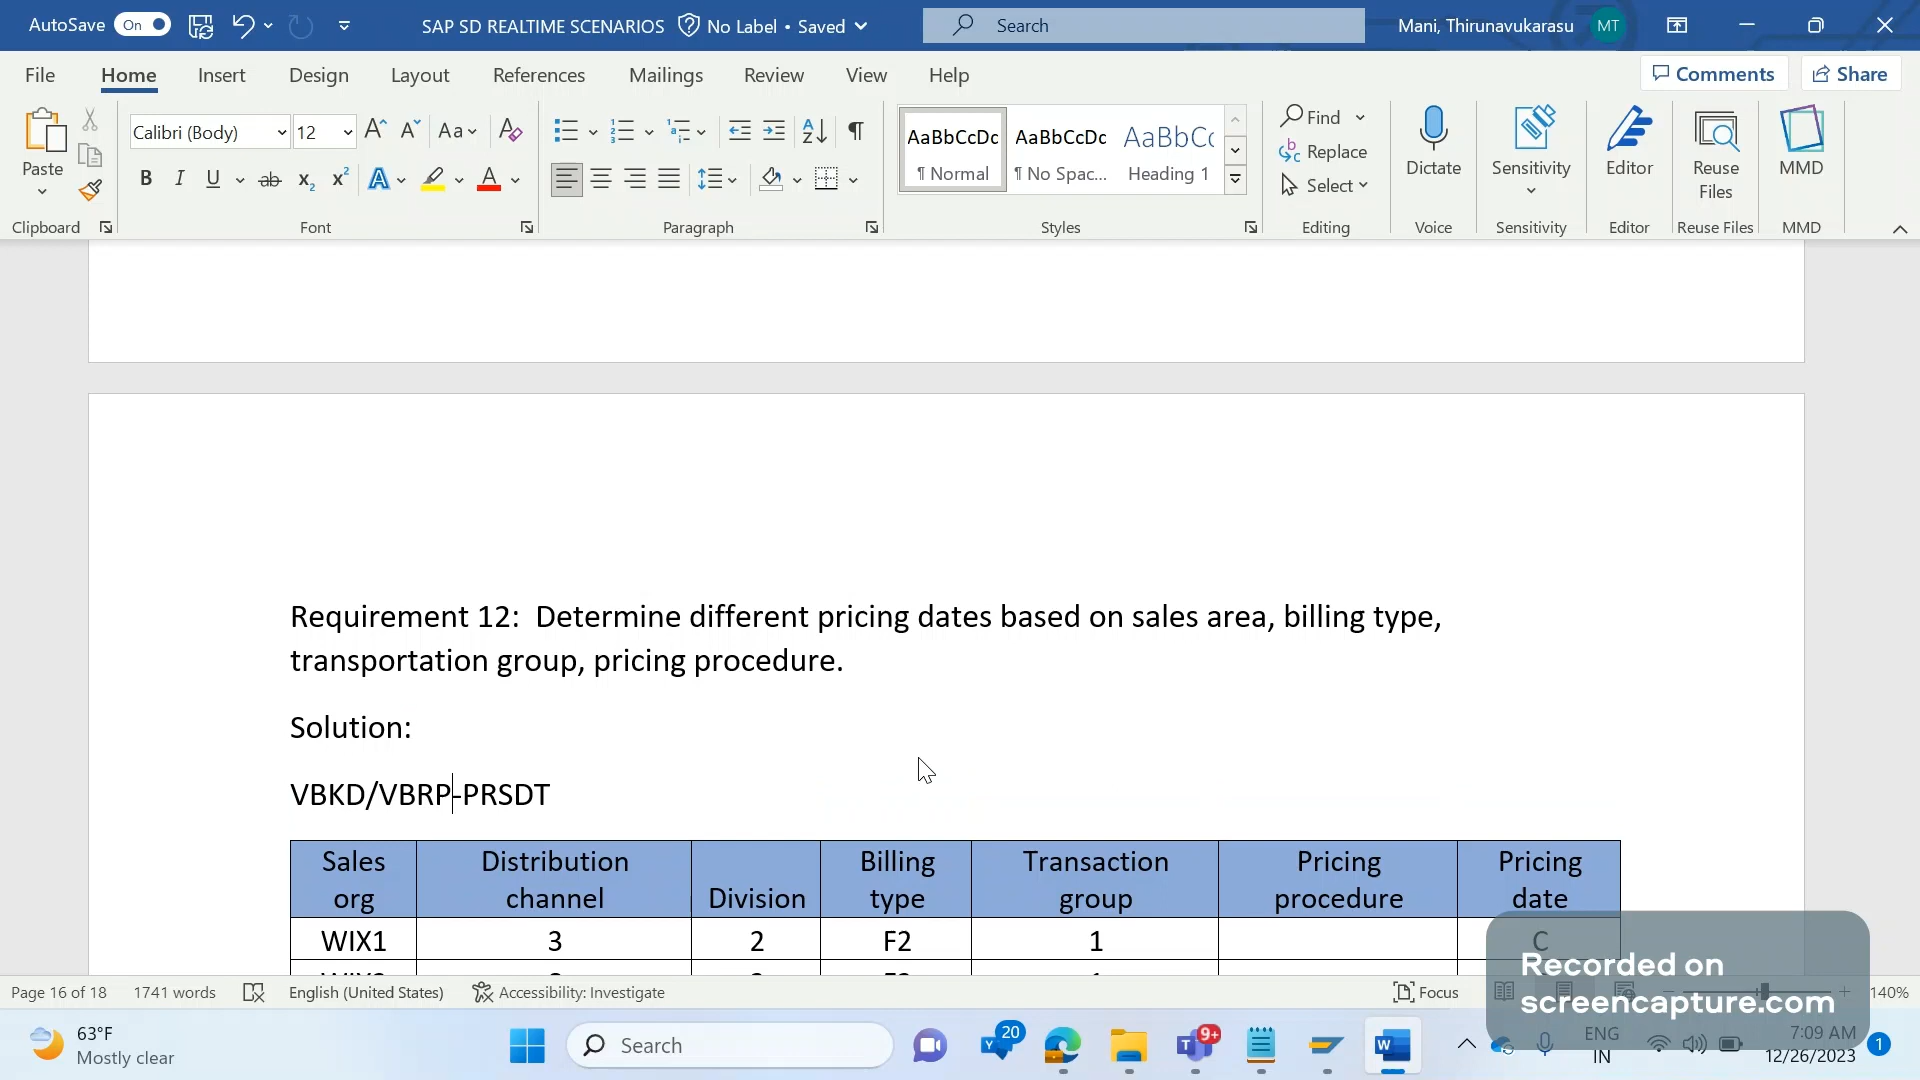 AutoSave On SAP SD REALTIME SCENARIOS No Label • Saved Search Mani, Thirunavukarasu MT
File Home Insert Design Layout References Mailings Review View Help Comments Share
Calibri (Body) 12 Aa AaBbCcDc AaBbCcDc AaBbCc Find
Paste Replace Dictate Sensitivity Editor Reuse Files MMD
B I U ab x₂ x² A A ¶ Normal ¶ No Spac... Heading 1 Select
Clipboard Font Paragraph Styles Editing Voice Sensitivity Editor Reuse Files MMD
Requirement 12: Determine different pricing dates based on sales area, billing type,
transportation group, pricing procedure.
Solution:
VBKD/VBRP-PRSDT
Sales org Distribution channel Division Billing type Transaction group Pricing procedure Pricing date
WIX1 3 2 F2 1 C
Recorded on
screencapture.com
Page 16 of 18 1741 words English (United States) Accessibility: Investigate Focus 140%
63°F
Mostly clear
Search 20 9+ ENG
IN
7:09 AM
12/26/2023 1